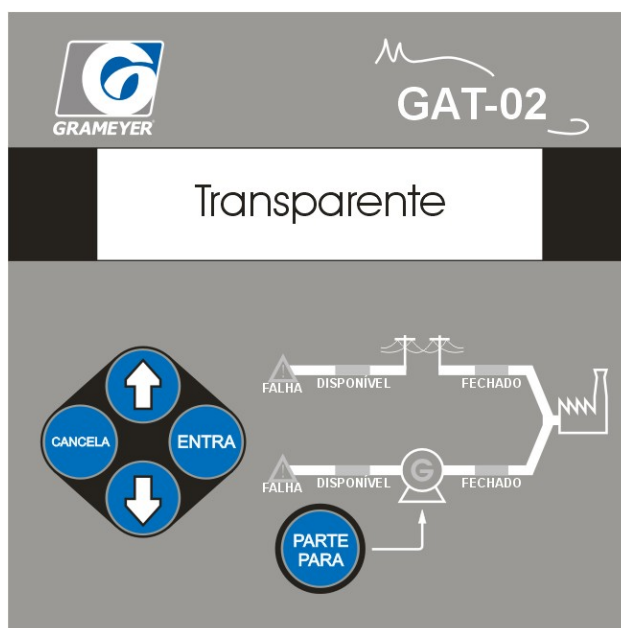 GRAMEYER
GAT-02
Transparente
FALHA DISPONÍVEL FECHADO
CANCELA ENTRA
G
FALHA DISPONÍVEL FECHADO
PARTE
PARA